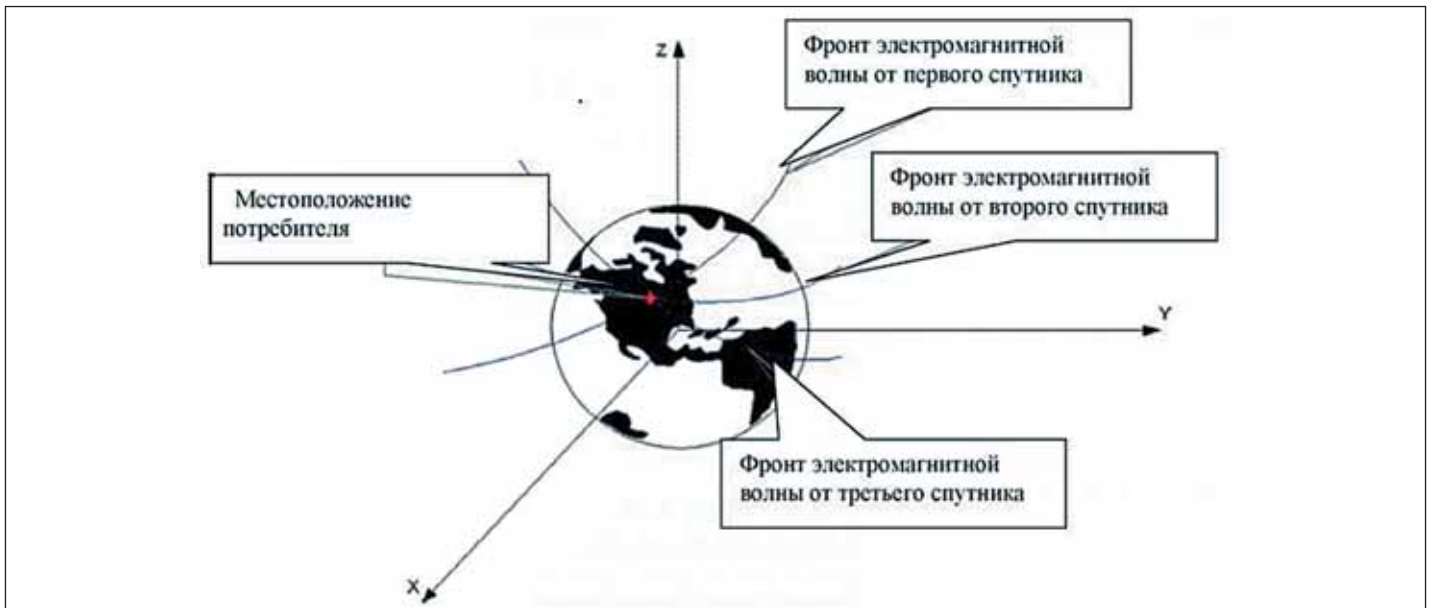 Z
Фронт электромагнитной
волны от первого спутника
Местоположение
потребителя
Фронт электромагнитной
волны от второго спутника
Y
Фронт электромагнитной
волны от третьего спутника
X